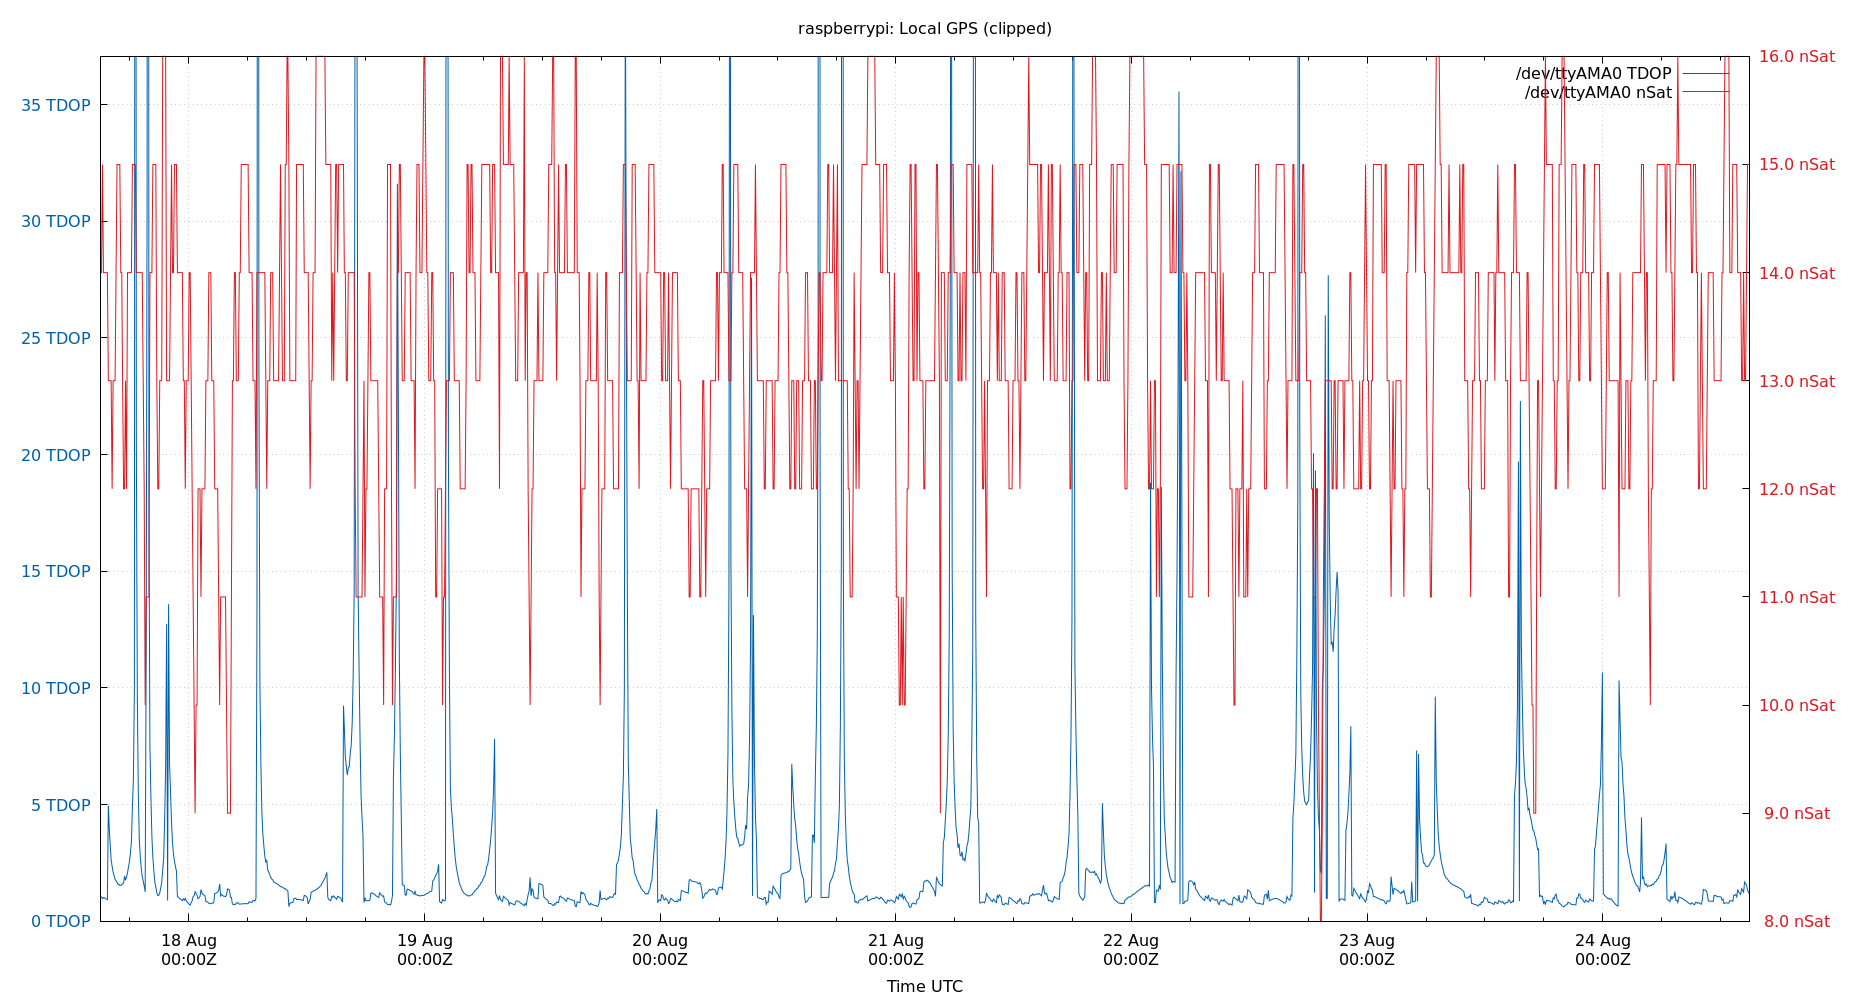 raspberrypi: Local GPS (clipped)
/dev/ttyAMA0 TDOP
/dev/ttyAMA0 nSat
35 TDOP
30 TDOP
25 TDOP
20 TDOP
15 TDOP
10 TDOP
5 TDOP
0 TDOP
16.0 nSat
15.0 nSat
14.0 nSat
13.0 nSat
12.0 nSat
11.0 nSat
10.0 nSat
9.0 nSat
8.0 nSat
18 Aug
00:00Z
19 Aug
00:00Z
20 Aug
00:00Z
21 Aug
00:00Z
22 Aug
00:00Z
23 Aug
00:00Z
24 Aug
00:00Z
Time UTC